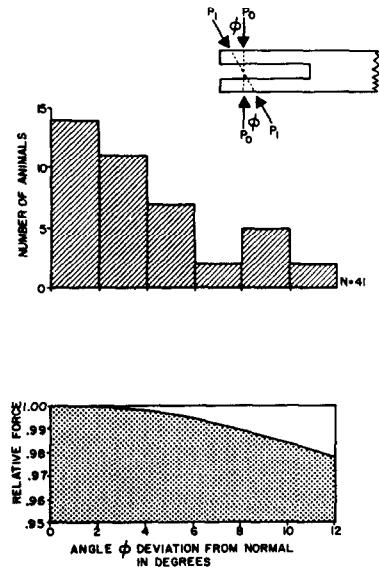 P₁ P₀
ϕ
ϕ
P₀ P₁
15
10
5
0
NUMBER OF ANIMALS
N=41
1.00
.99
.98
.97
.96
.95
RELATIVE FORCE
0 2 4 6 8 10 12
ANGLE ϕ DEVIATION FROM NORMAL
IN DEGREES